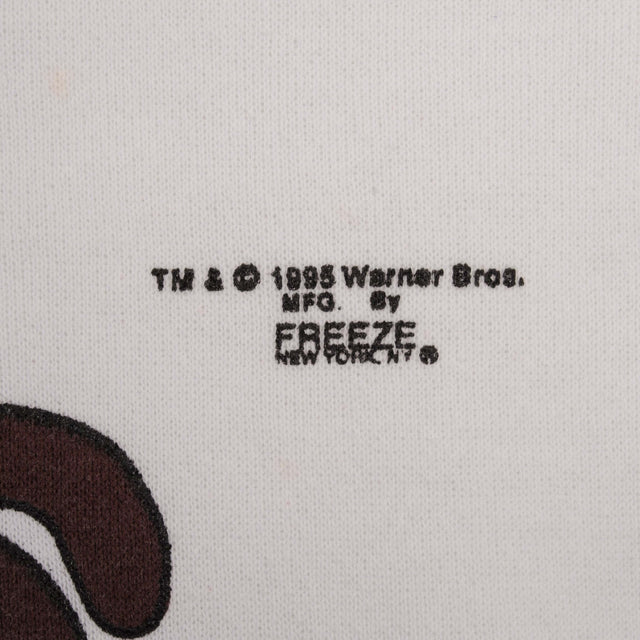 TM & © 1995 Warner Bros.
MFG. By
FREEZE
NEW YORK, NY ®